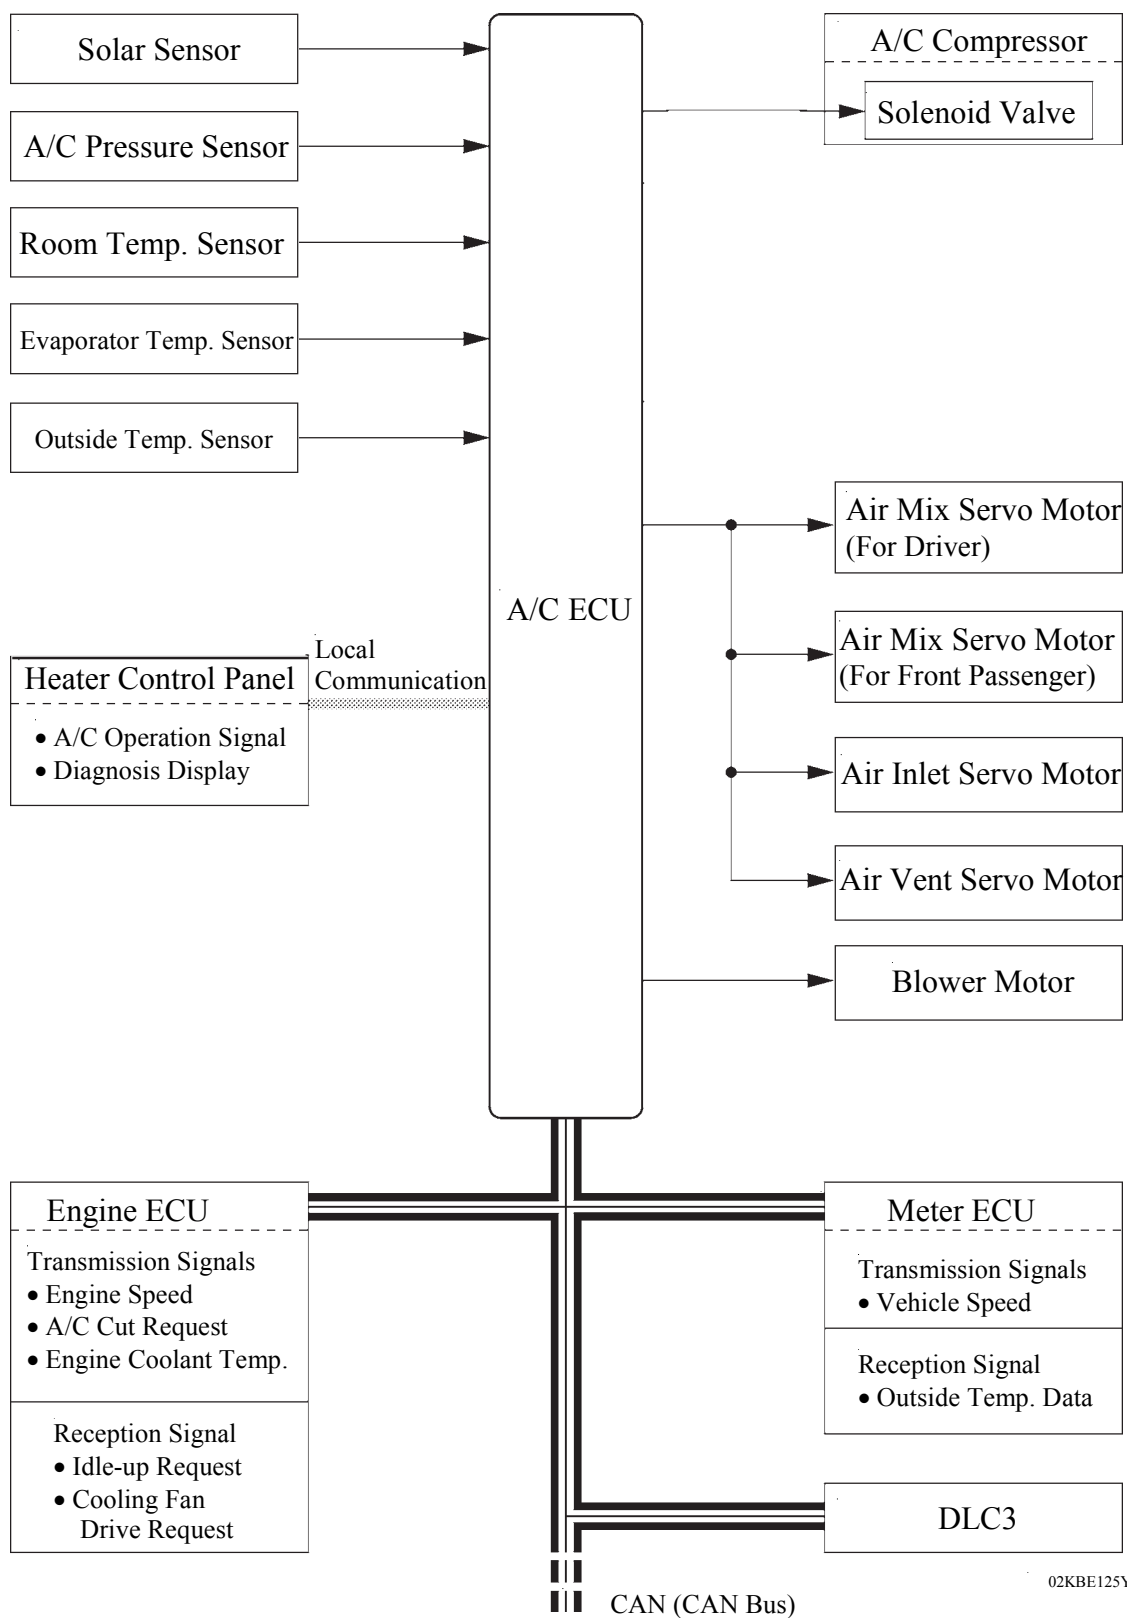 Solar Sensor
A/C Pressure Sensor
Room Temp. Sensor
Evaporator Temp. Sensor
Outside Temp. Sensor
A/C Compressor
Solenoid Valve
A/C ECU
Air Mix Servo Motor
(For Driver)
Air Mix Servo Motor
(For Front Passenger)
Air Inlet Servo Motor
Air Vent Servo Motor
Blower Motor
Local
Communication
Heater Control Panel
• A/C Operation Signal
• Diagnosis Display
Engine ECU
Transmission Signals
• Engine Speed
• A/C Cut Request
• Engine Coolant Temp.
Reception Signal
• Idle-up Request
• Cooling Fan
Drive Request
Meter ECU
Transmission Signals
• Vehicle Speed
Reception Signal
• Outside Temp. Data
DLC3
02KBE125Y
CAN (CAN Bus)